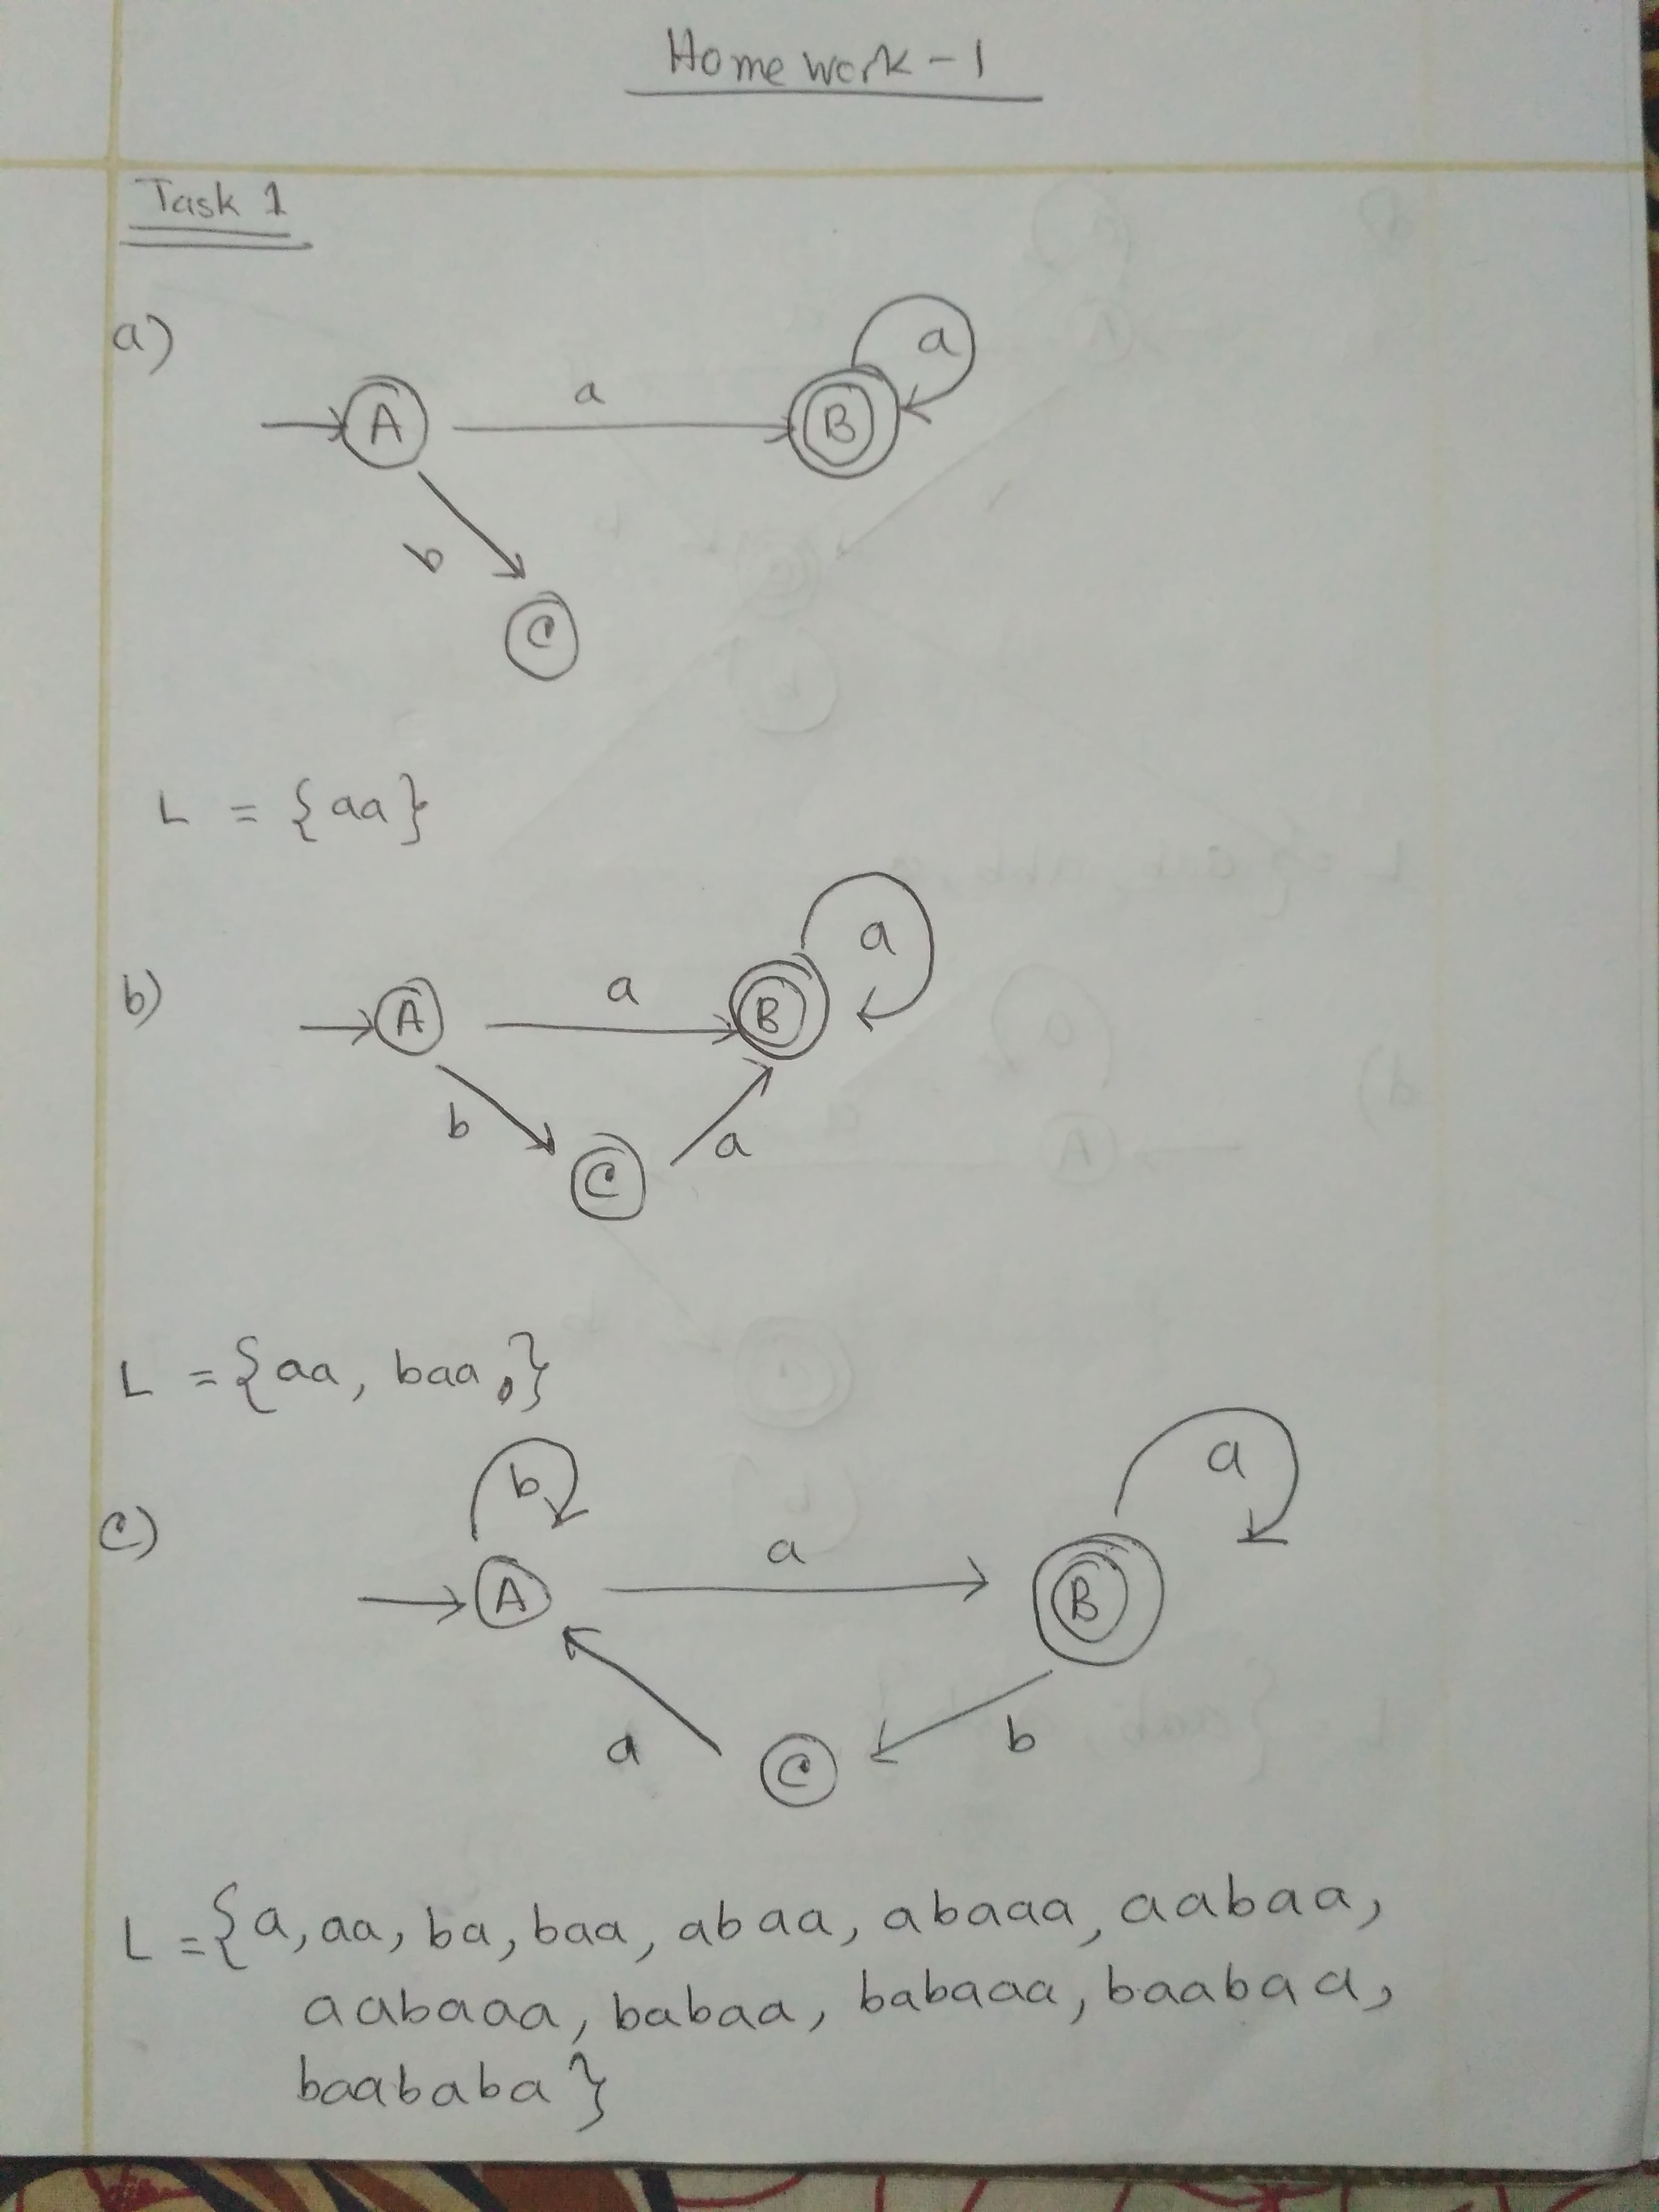 Home work - 1
Task 1
a)
a
A
a
B
b
C
L = {aa}
b)
a
A
a
B
b
a
C
L = {aa, baa,}
c)
b
a
A
a
B
a
b
C
L = {a, aa, ba, baa, abaa, abaaa, aabaa,
aabaaa, babaa, babaaa, baabaa,
baababa}